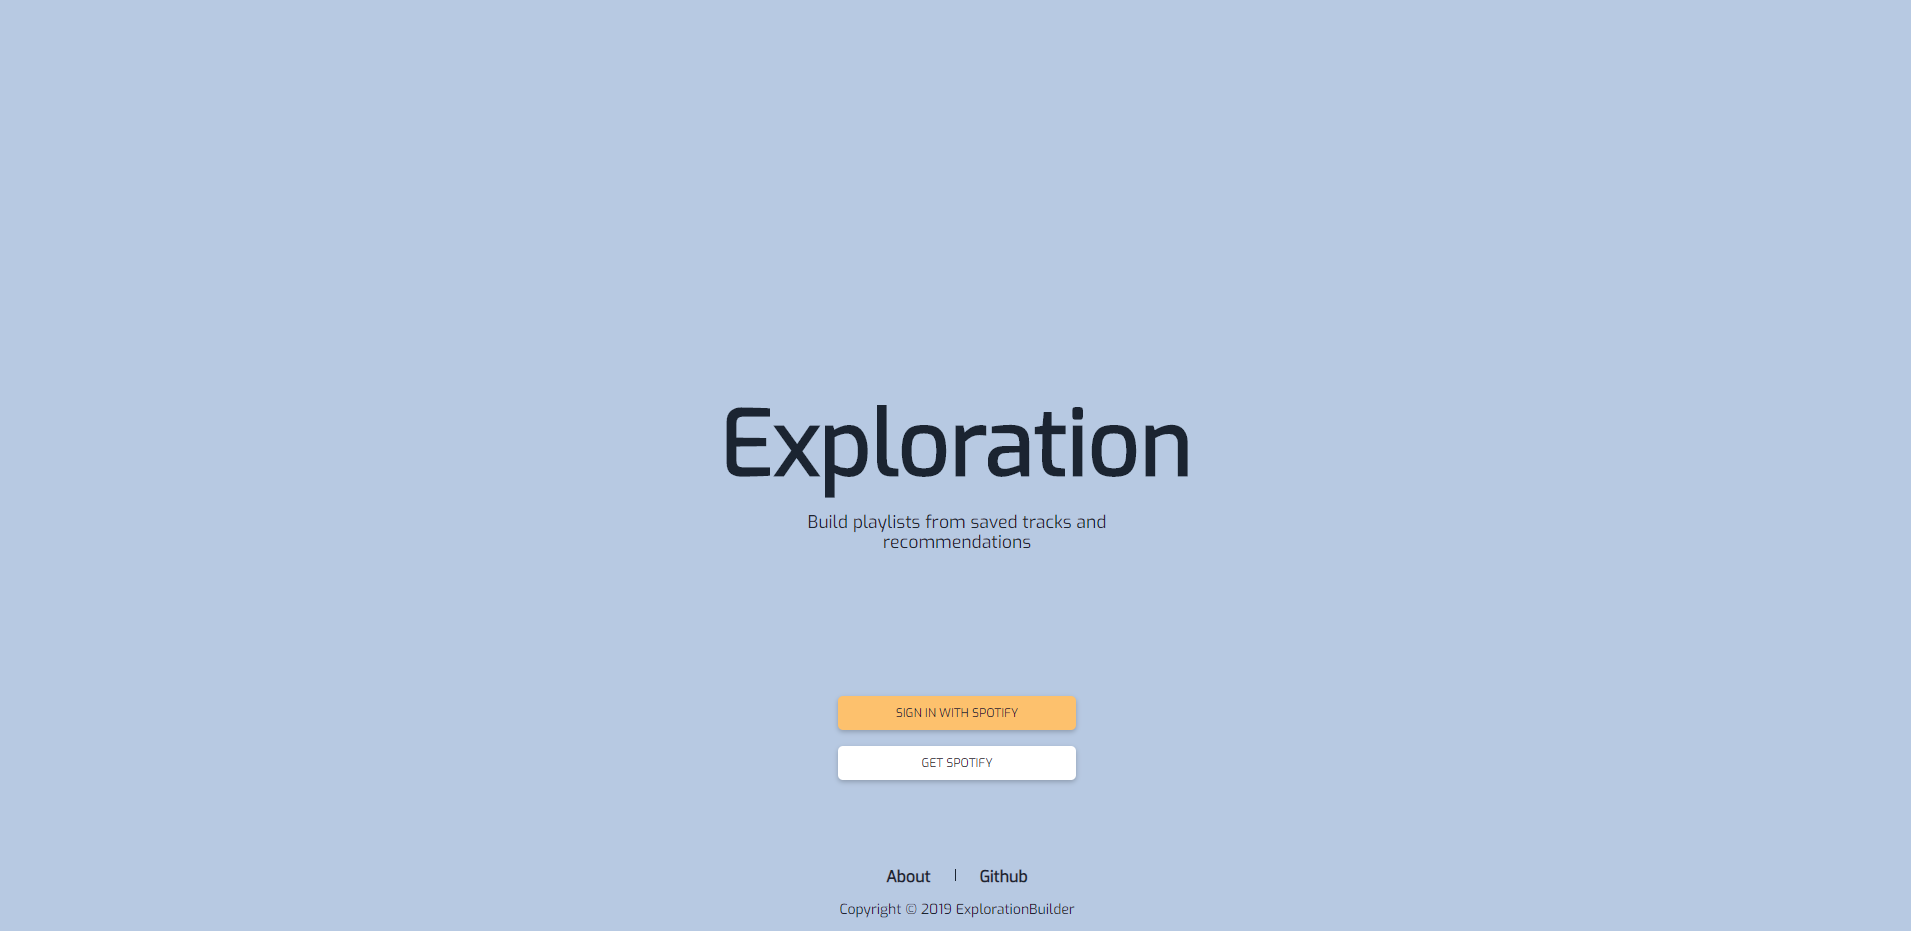 Exploration
Build playlists from saved tracks and
recommendations
SIGN IN WITH SPOTIFY
GET SPOTIFY
About | Github
Copyright © 2019 ExplorationBuilder